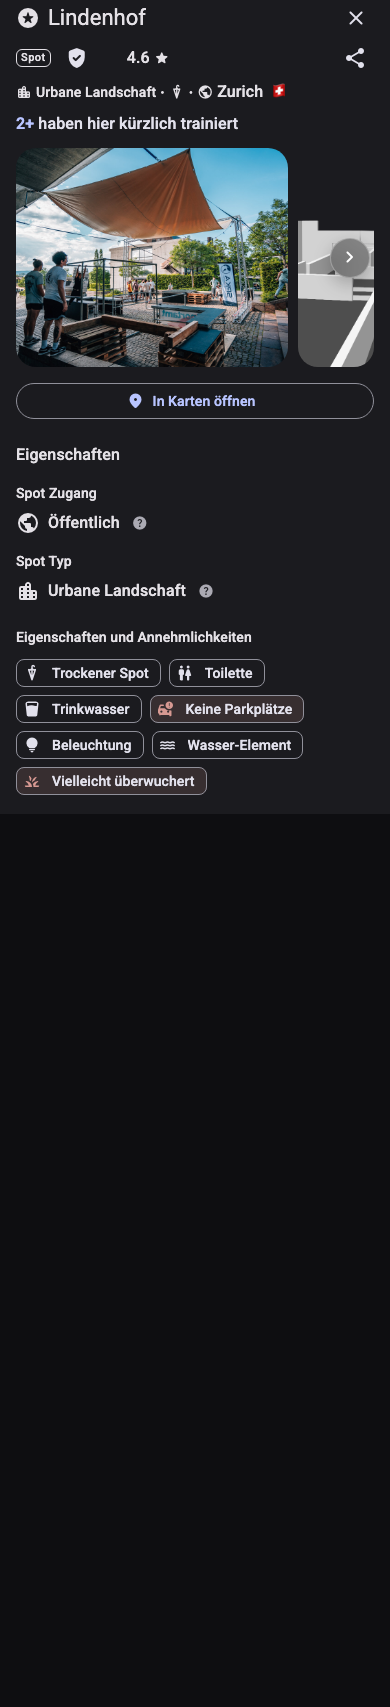 Lindenhof
Spot 4.6
Urbane Landschaft · · Zurich
2+ haben hier kürzlich trainiert
In Karten öffnen
Eigenschaften
Spot Zugang
Öffentlich ?
Spot Typ
Urbane Landschaft ?
Eigenschaften und Annehmlichkeiten
Trockener Spot Toilette
Trinkwasser Keine Parkplätze
Beleuchtung Wasser-Element
Vielleicht überwuchert